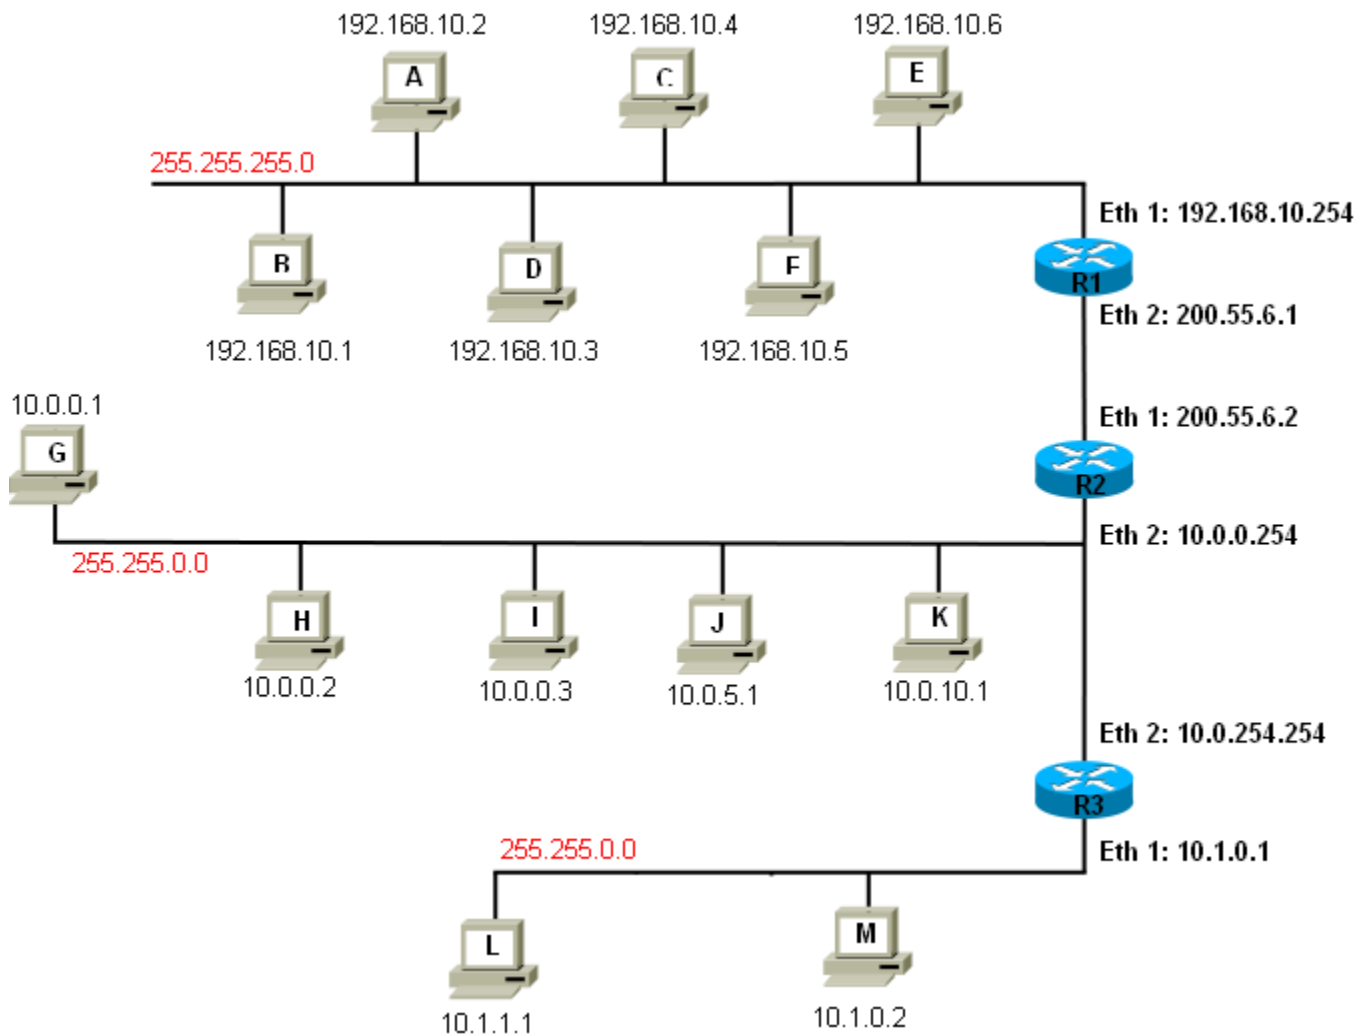 192.168.10.2
192.168.10.4
192.168.10.6
A
C
E
255.255.255.0
Eth 1: 192.168.10.254
B
D
F
R1
Eth 2: 200.55.6.1
192.168.10.1
192.168.10.3
192.168.10.5
10.0.0.1
Eth 1: 200.55.6.2
G
R2
Eth 2: 10.0.0.254
255.255.0.0
H
I
J
K
10.0.0.2
10.0.0.3
10.0.5.1
10.0.10.1
Eth 2: 10.0.254.254
R3
255.255.0.0
Eth 1: 10.1.0.1
L
M
10.1.1.1
10.1.0.2